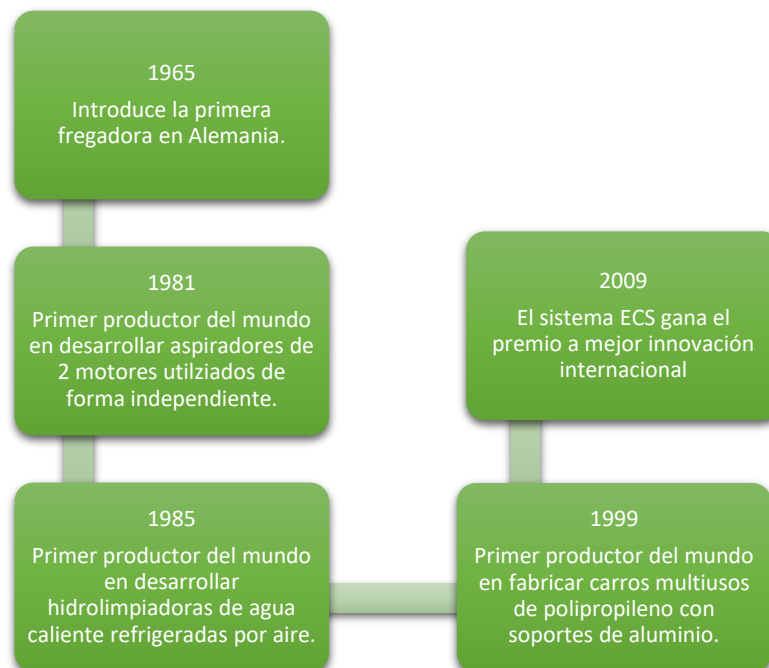 1965
Introduce la primera
fregadora en Alemania.
1981
Primer productor del mundo
en desarrollar aspiradores de
2 motores utilziados de
forma independiente.
1985
Primer productor del mundo
en desarrollar
hidrolimpiadoras de agua
caliente refrigeradas por aire.
1999
Primer productor del mundo
en fabricar carros multiusos
de polipropileno con
soportes de aluminio.
2009
El sistema ECS gana el
premio a mejor innovación
internacional